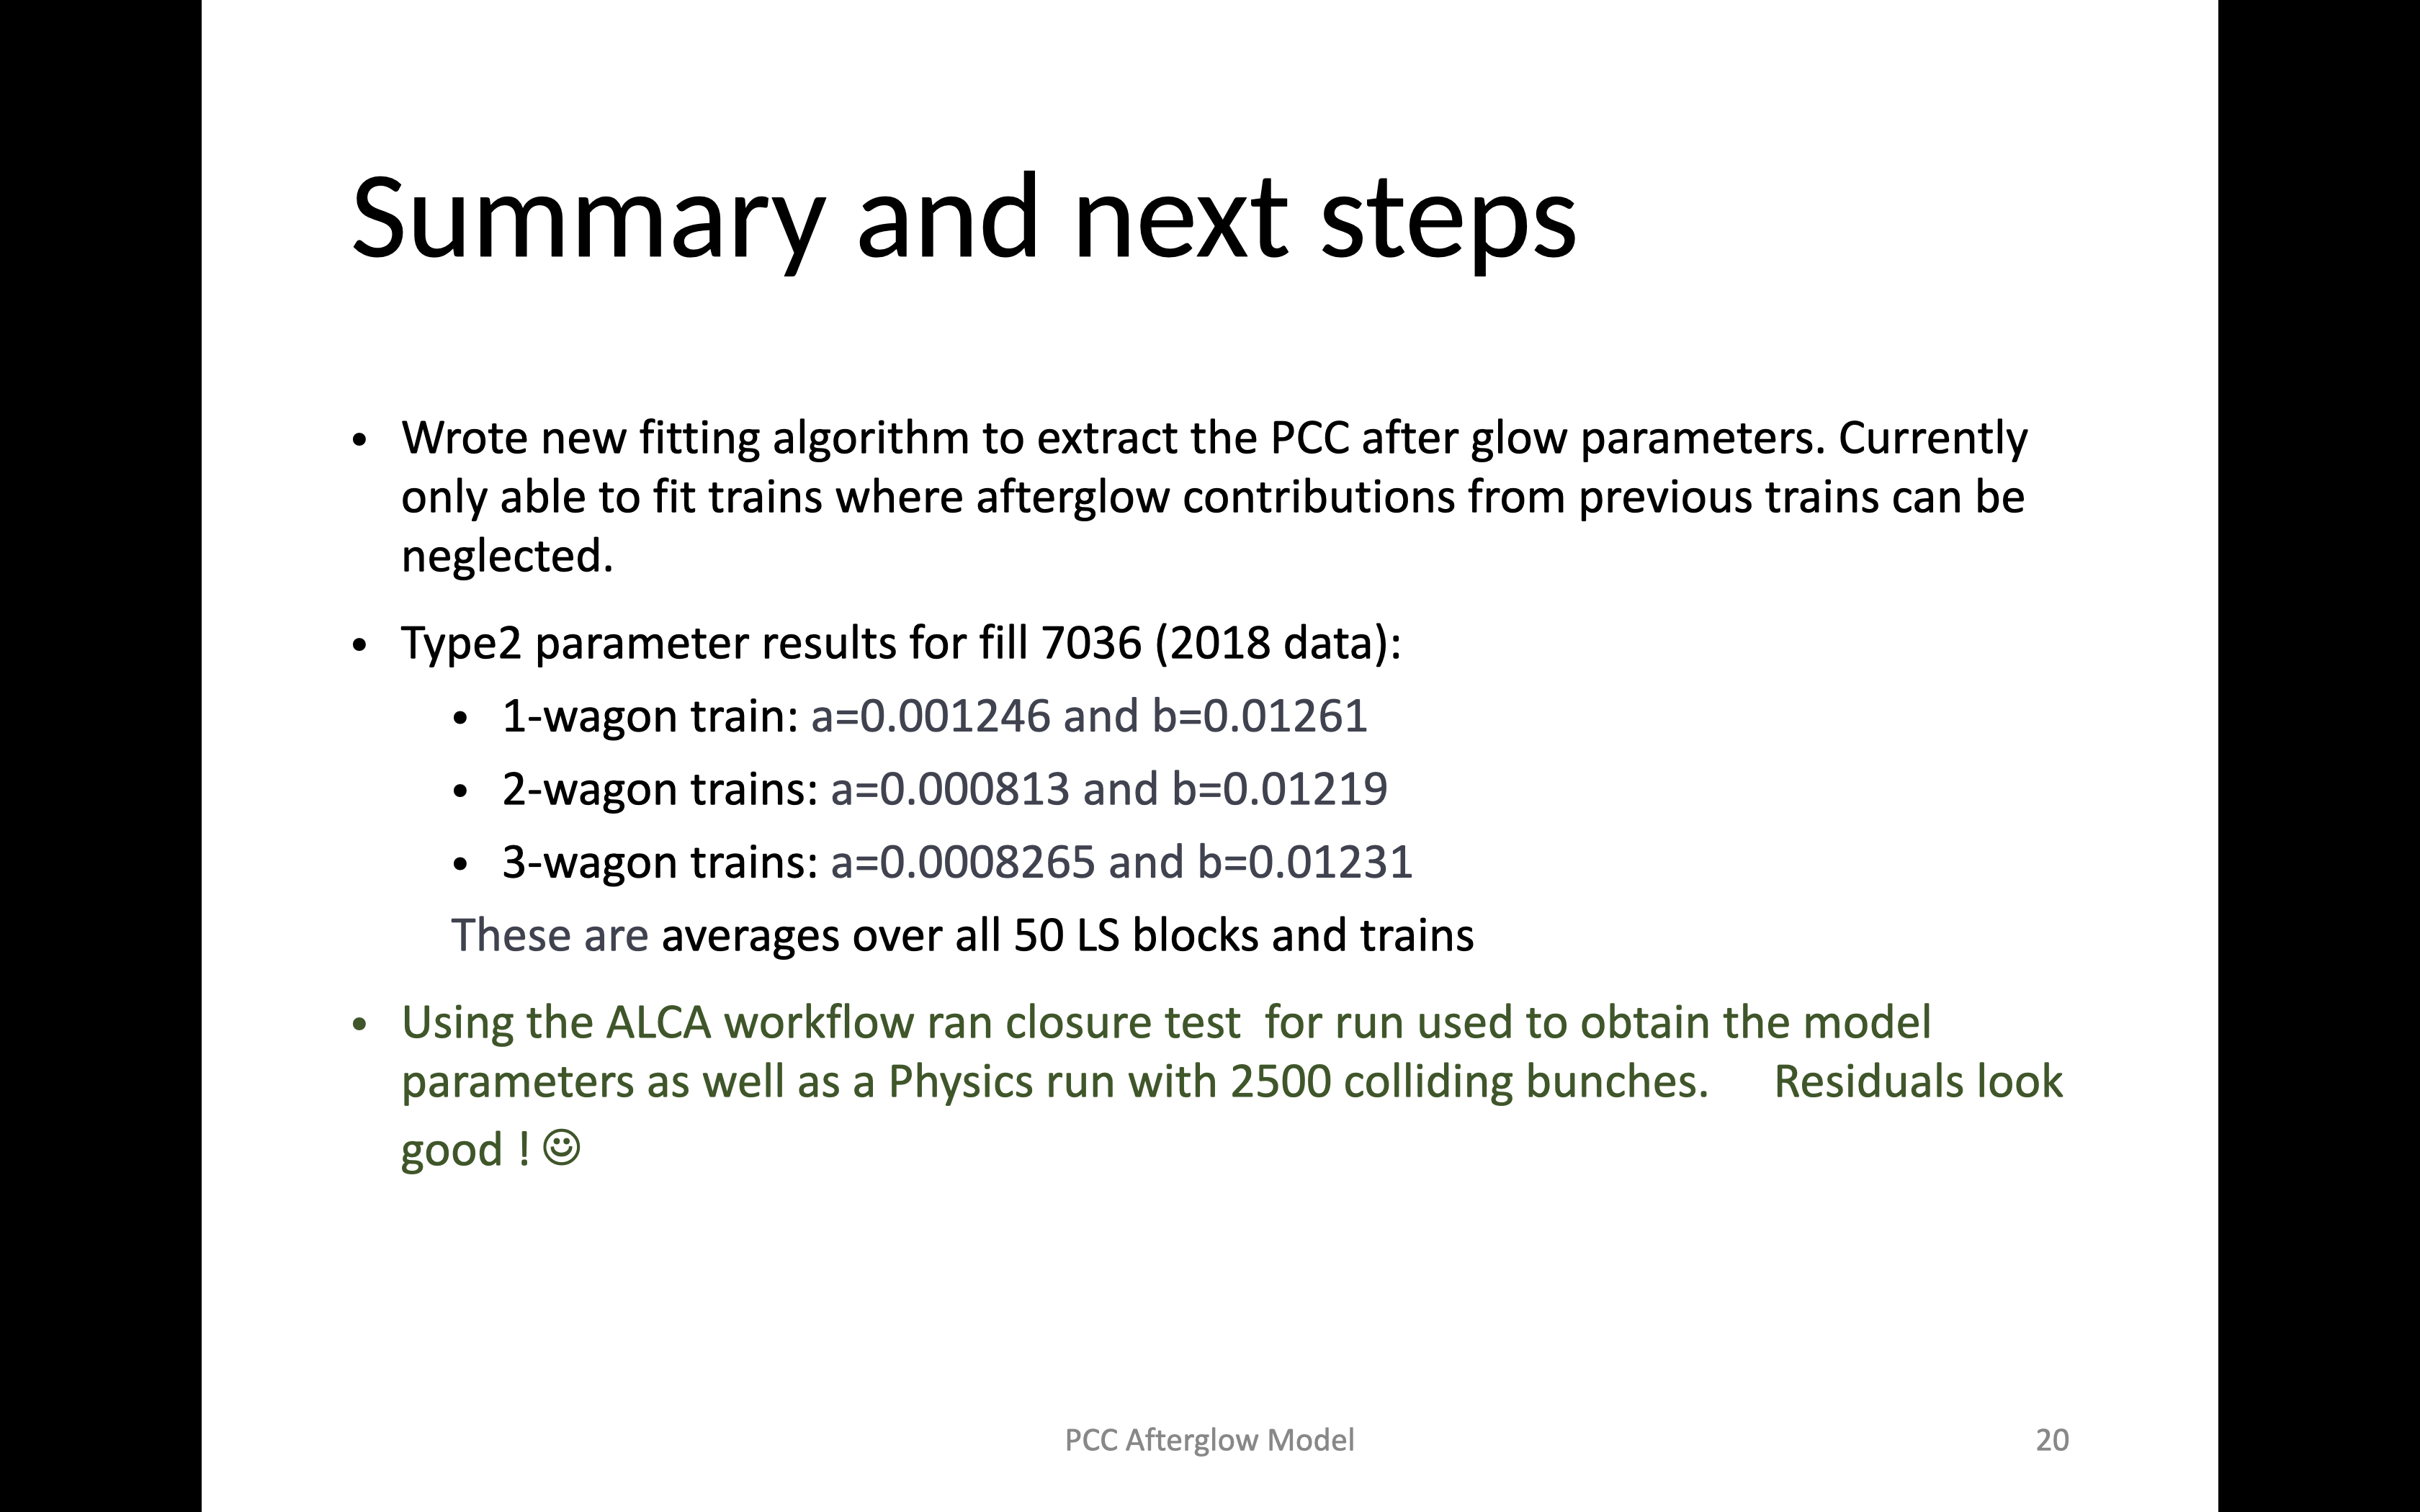 Summary and next steps
• Wrote new fitting algorithm to extract the PCC after glow parameters. Currently
only able to fit trains where afterglow contributions from previous trains can be
neglected.
• Type2 parameter results for fill 7036 (2018 data):
• 1-wagon train: a=0.001246 and b=0.01261
• 2-wagon trains: a=0.000813 and b=0.01219
• 3-wagon trains: a=0.0008265 and b=0.01231
These are averages over all 50 LS blocks and trains
• Using the ALCA workflow ran closure test  for run used to obtain the model
parameters as well as a Physics run with 2500 colliding bunches.    Residuals look
good ! ☺
PCC Afterglow Model
20